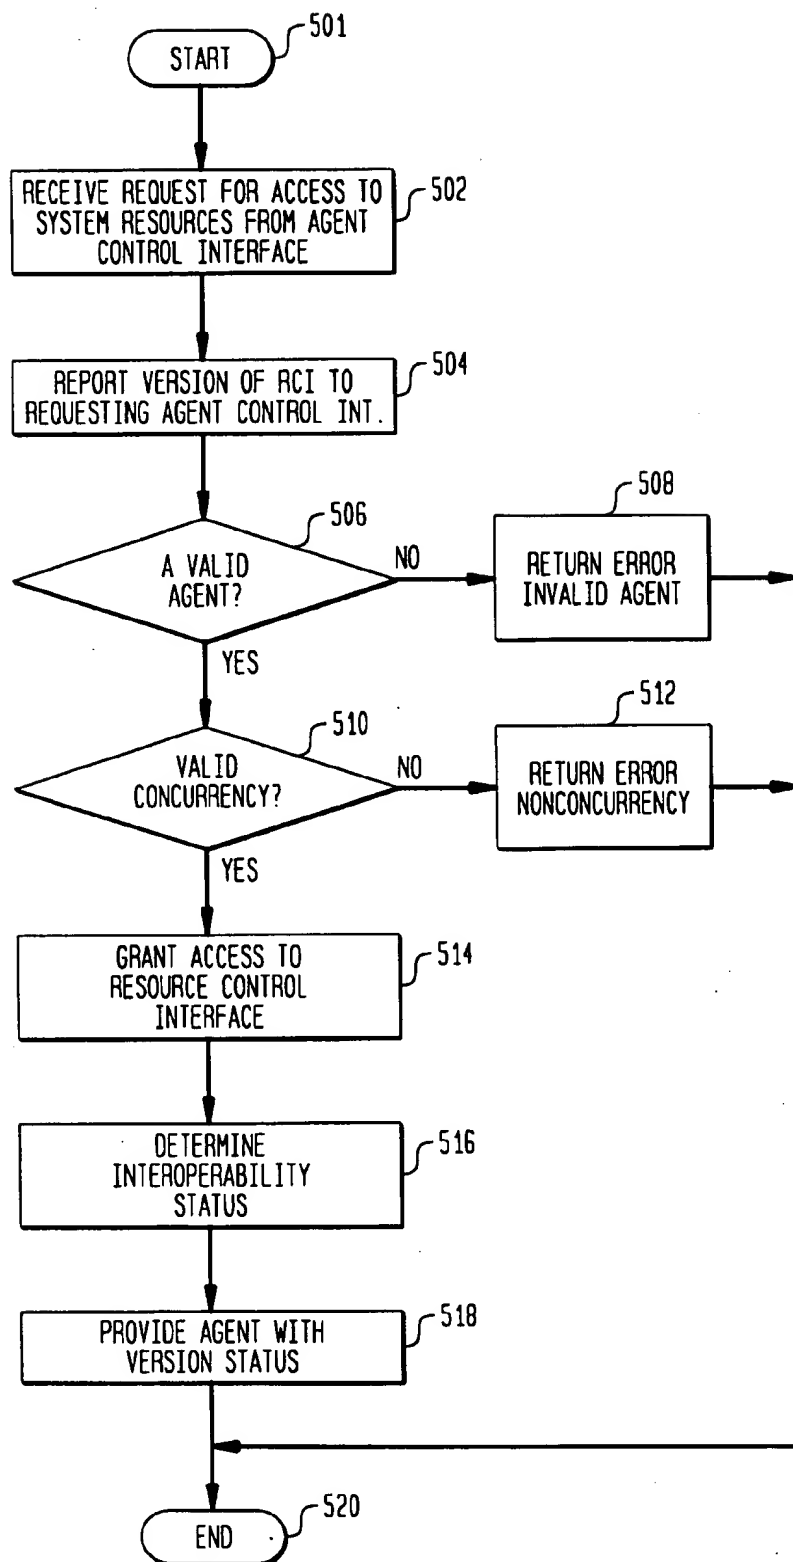 501
START
RECEIVE REQUEST FOR ACCESS TO
SYSTEM RESOURCES FROM AGENT
CONTROL INTERFACE
502
REPORT VERSION OF RCI TO
REQUESTING AGENT CONTROL INT.
504
506
A VALID
AGENT?
NO
508
RETURN ERROR
INVALID AGENT
YES
510
VALID
CONCURRENCY?
NO
512
RETURN ERROR
NONCONCURRENCY
YES
GRANT ACCESS TO
RESOURCE CONTROL
INTERFACE
514
DETERMINE
INTEROPERABILITY
STATUS
516
PROVIDE AGENT WITH
VERSION STATUS
518
END
520